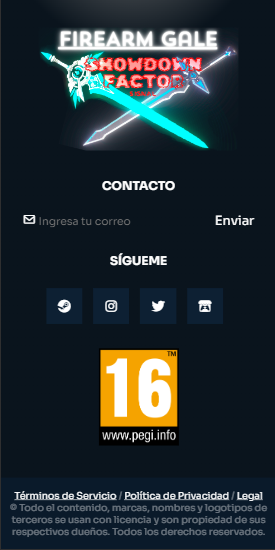 FIREARM GALE
SHOWDOWN
FACTOR
CONTACTO
Ingresa tu correo Enviar
SÍGUEME
16
TM
www.pegi.info
Términos de Servicio / Política de Privacidad / Legal
© Todo el contenido, marcas, nombres y logotipos de
terceros se usan con licencia y son propiedad de sus
respectivos dueños. Todos los derechos reservados.